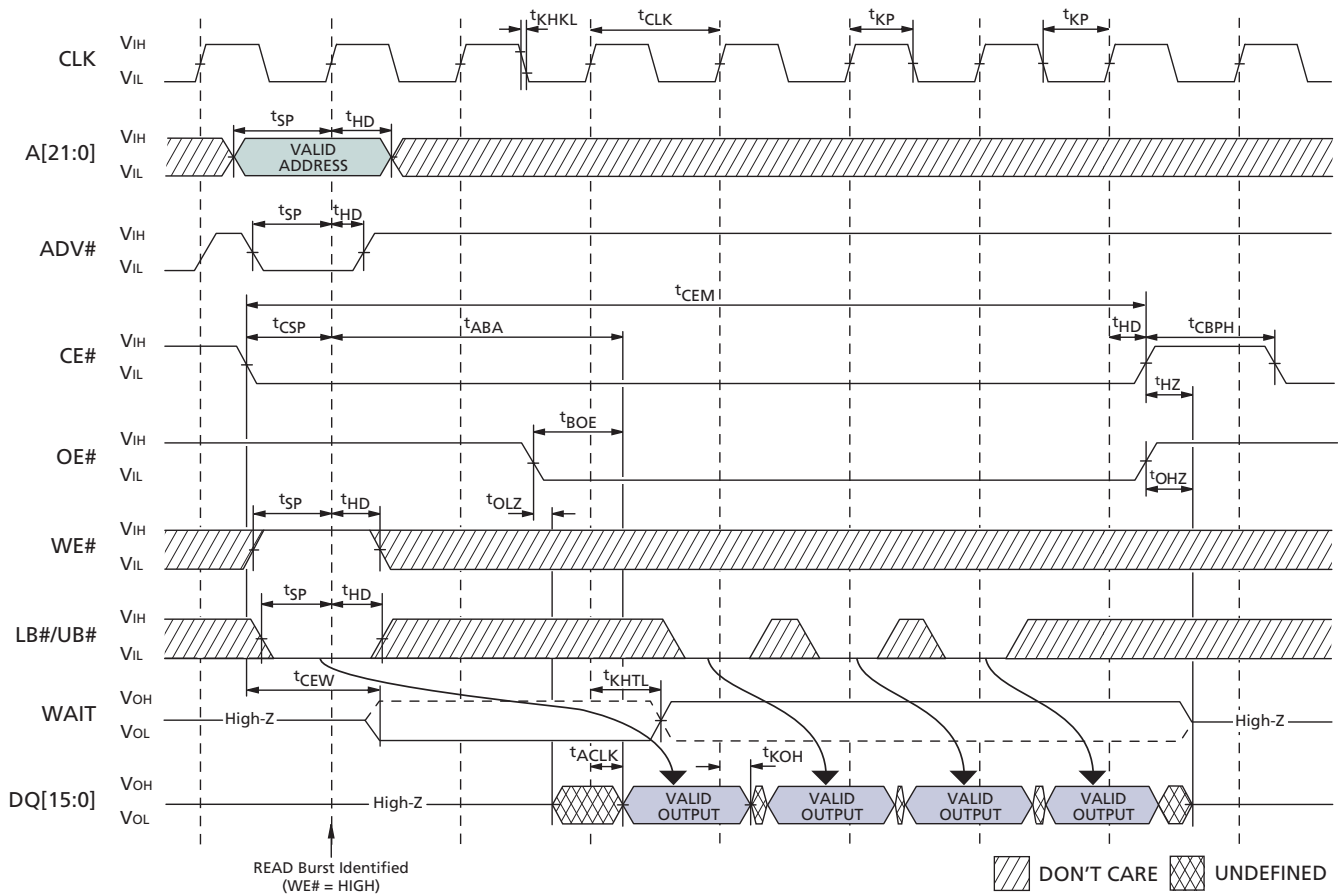 tKHKL tCLK tKP tKP
CLK VIH
VIL
tSP tHD
A[21:0] VIH
VIL
VALID
ADDRESS
tSP tHD
ADV# VIH
VIL
tCEM
tCSP tABA tHD tCBPH
CE# VIH
VIL
tHZ
tBOE
OE# VIH
VIL
tOHZ
tOLZ
tSP tHD
WE# VIH
VIL
tSP tHD
LB#/UB# VIH
VIL
tCEW tKHTL
WAIT VOH
VOL
High-Z High-Z
tACLK tKOH
DQ[15:0] VOH
VOL
High-Z
VALID
OUTPUT
VALID
OUTPUT
VALID
OUTPUT
VALID
OUTPUT
READ Burst Identified
(WE# = HIGH)
DON'T CARE UNDEFINED